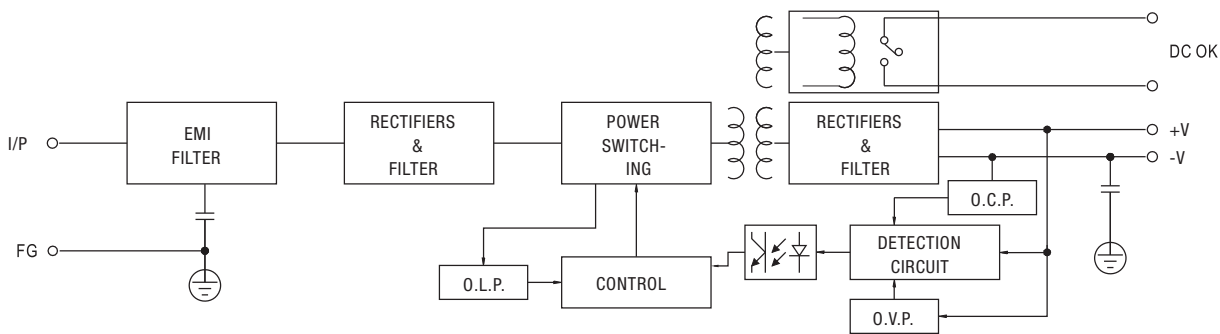 DC OK
I/P
EMI
FILTER
RECTIFIERS
&
FILTER
POWER
SWITCH-
ING
RECTIFIERS
&
FILTER
+V
-V
O.C.P.
FG
O.L.P.
CONTROL
DETECTION
CIRCUIT
O.V.P.